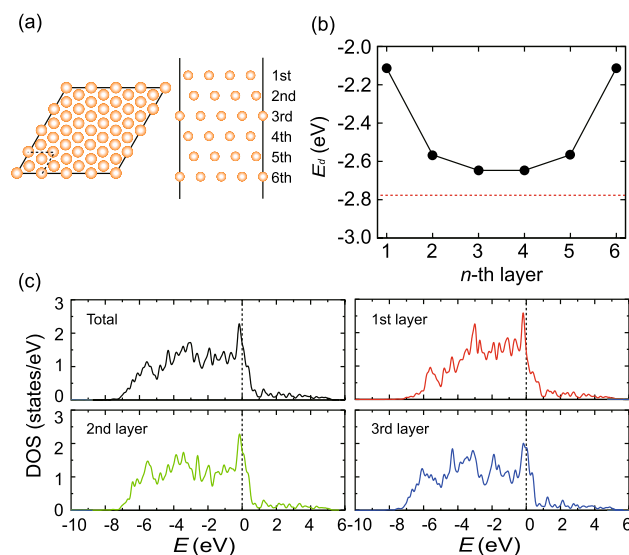 (a)
1st
2nd
3rd
4th
5th
6th
(b)
-2.0
-2.2
-2.4
-2.6
-2.8
-3.0
E_d (eV)
1 2 3 4 5 6
n-th layer
(c)
DOS (states/eV)
3
2
1
0
Total
1st layer
3
2
1
0
2nd layer
3rd layer
-10 -8 -6 -4 -2 0 2 4 6
-10 -8 -6 -4 -2 0 2 4 6
E (eV)
E (eV)